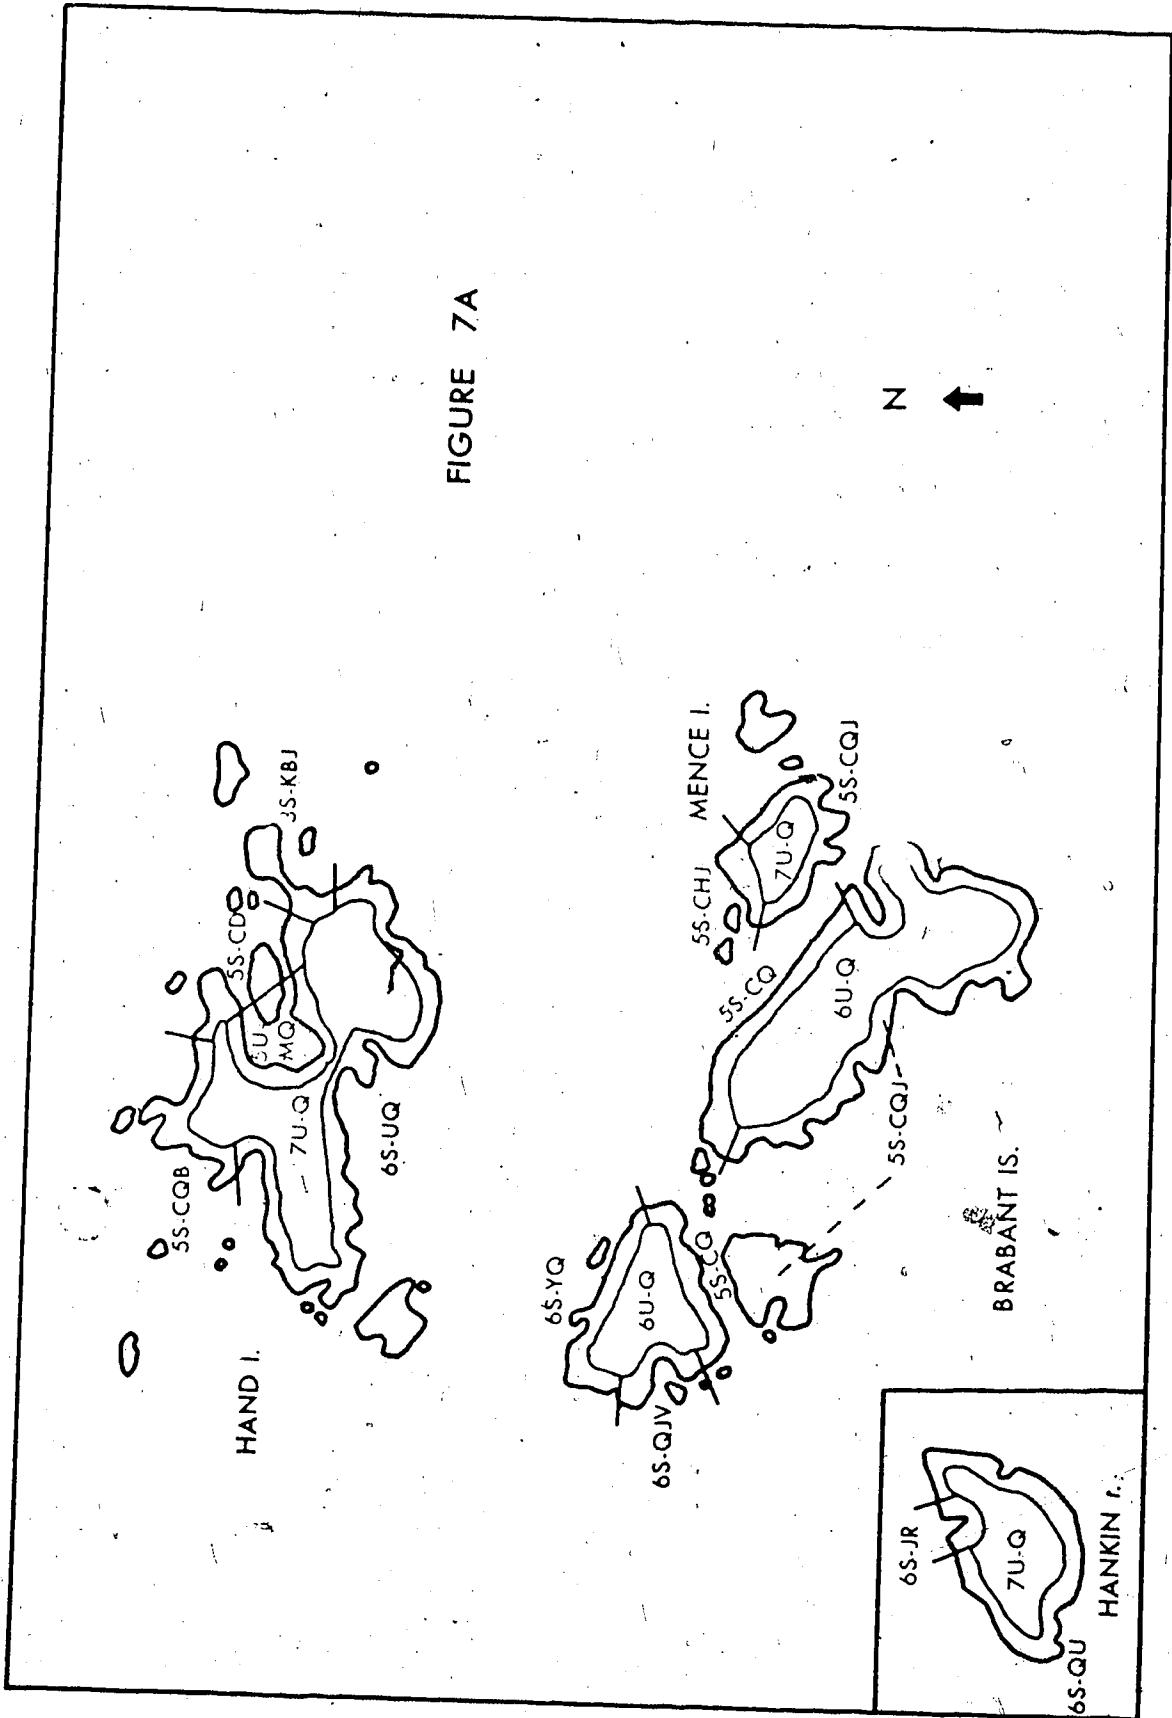 FIGURE 7A
HAND I.
5S-CQB
5S-CD
3S-KBJ
MQ
7U-Q
6S-UQ
N
MENCE I.
5S-CHJ
7U-Q
5S-CQJ
5S-CQ
6U-Q
5S-CQJ
6S-YQ
6U-Q
5S-CQ
6S-QJV
BRABANT IS.
6S-JR
7U-Q
6S-QU
HANKIN